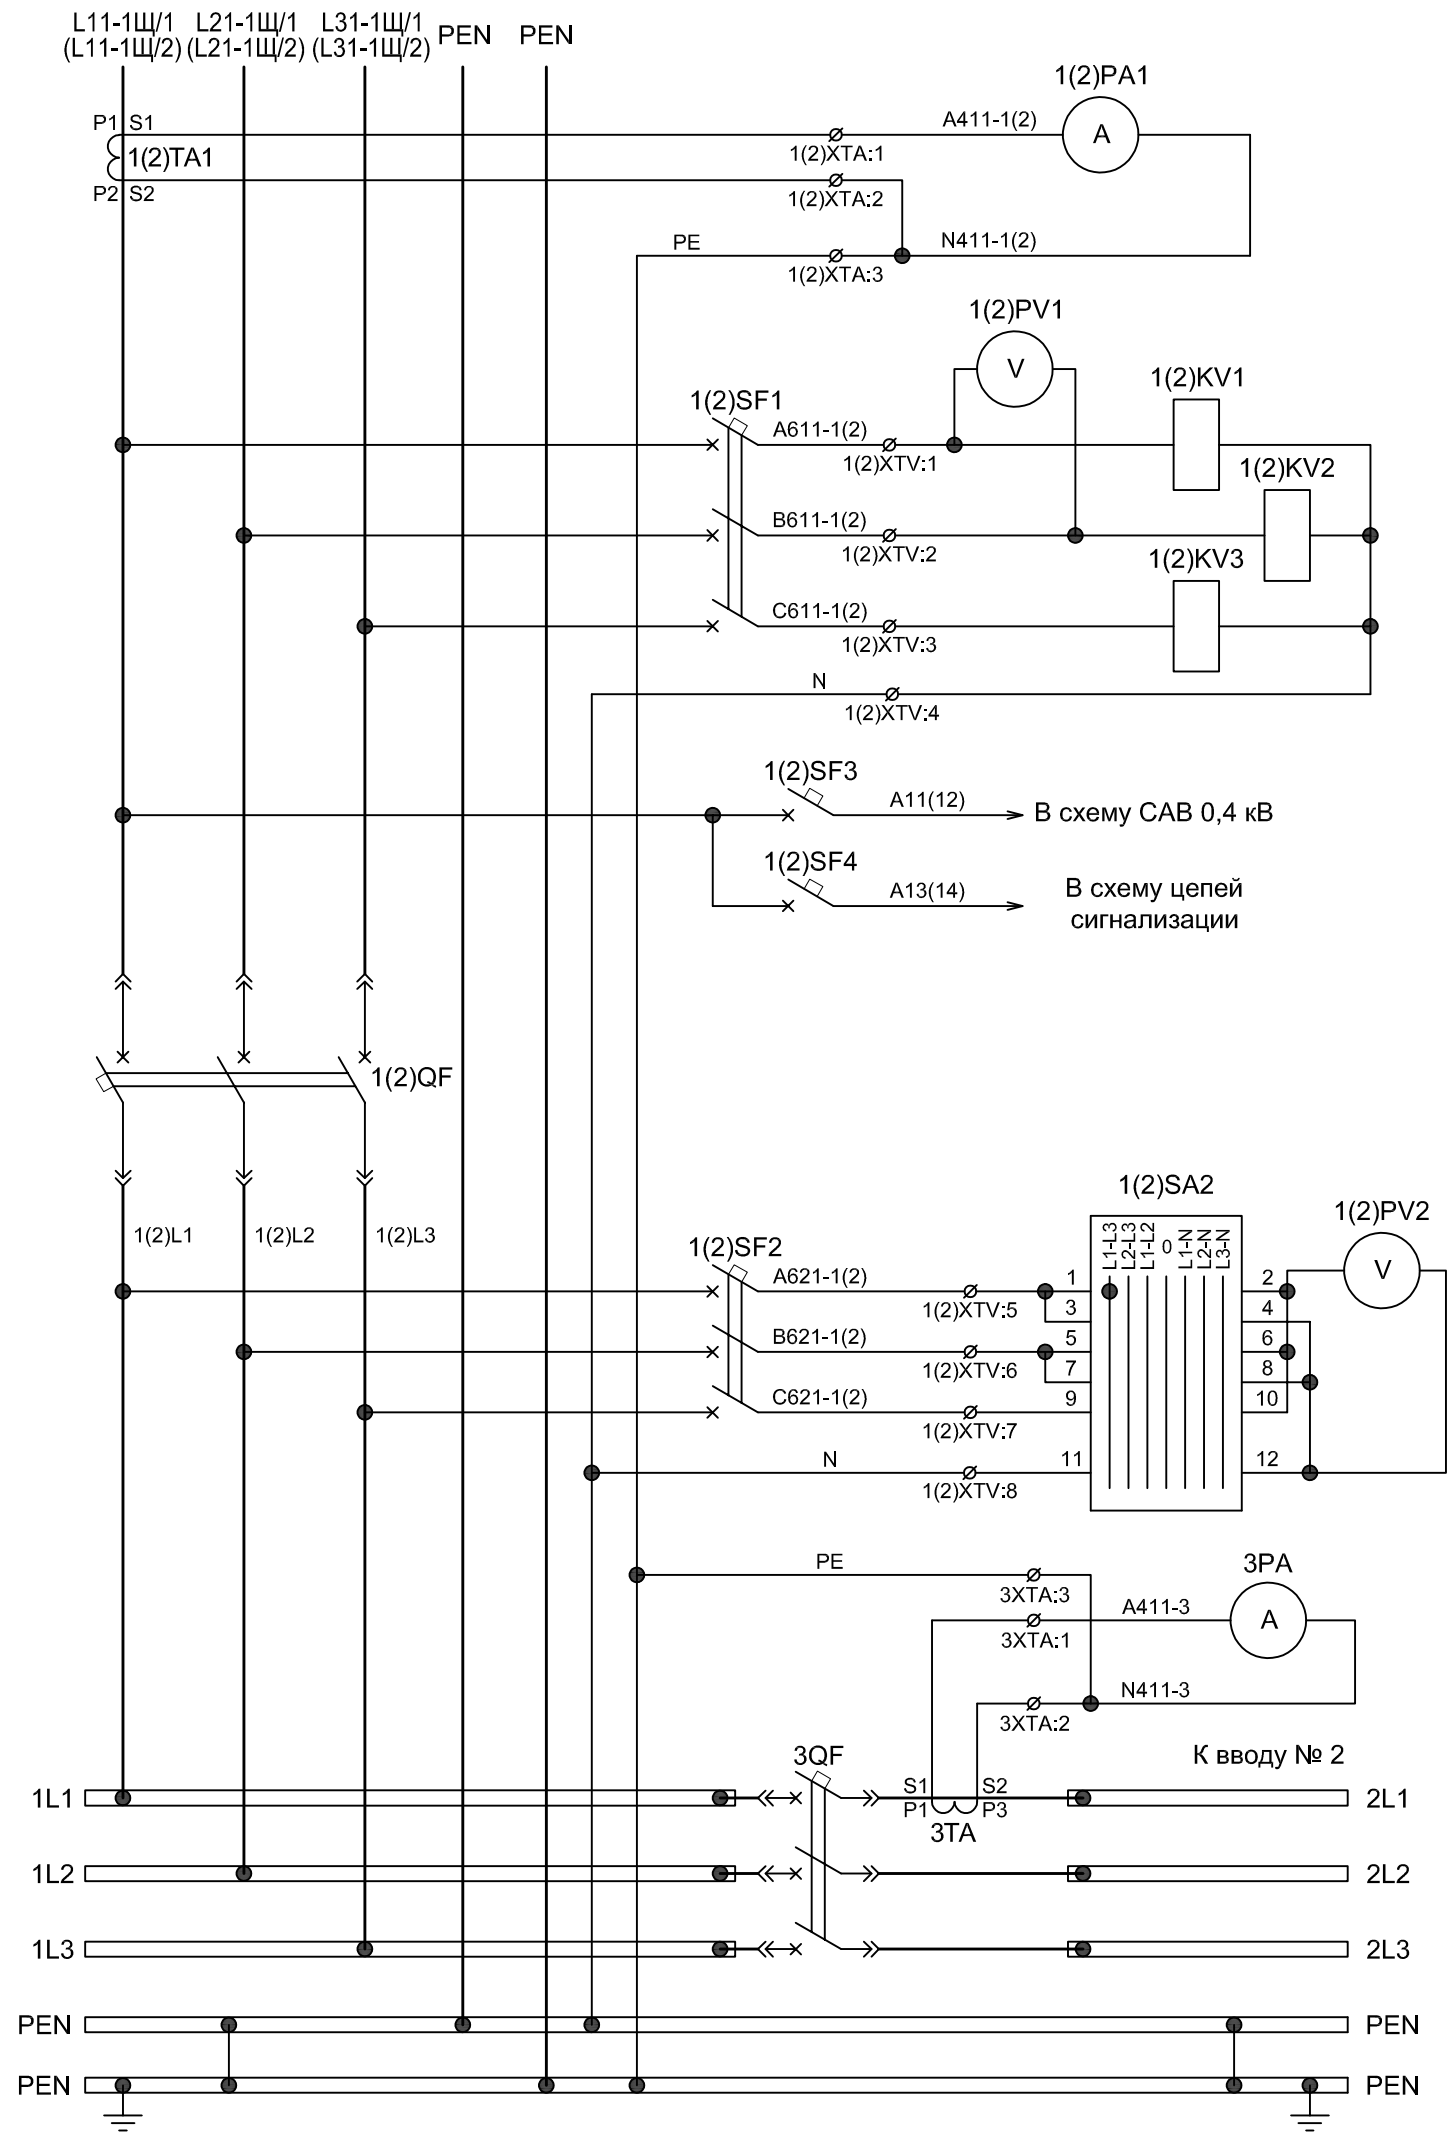 L11-1Щ/1 L21-1Щ/1 L31-1Щ/1 PEN PEN
(L11-1Щ/2) (L21-1Щ/2) (L31-1Щ/2)
1(2)PA1
P1 S1
A411-1(2)
A
1(2)TA1
1(2)XTA:1
P2 S2
1(2)XTA:2
PE
N411-1(2)
1(2)XTA:3
1(2)PV1
V
1(2)KV1
1(2)SF1
A611-1(2)
1(2)XTV:1
1(2)KV2
B611-1(2)
1(2)XTV:2
1(2)KV3
C611-1(2)
1(2)XTV:3
N
1(2)XTV:4
1(2)SF3
A11(12)
В схему САВ 0,4 кВ
1(2)SF4
A13(14)
В схему цепей
сигнализации
1(2)QF
1(2)SA2
1(2)PV2
1(2)L1 1(2)L2 1(2)L3
1(2)SF2
L1-L3 L2-L3 L1-L2 0 L1-N L2-N L3-N
V
A621-1(2)
1 2
1(2)XTV:5
3 4
B621-1(2)
5 6
1(2)XTV:6
7 8
C621-1(2)
9 10
1(2)XTV:7
N
11 12
1(2)XTV:8
PE
3PA
3XTA:3
A411-3
A
3XTA:1
N411-3
3XTA:2
3QF
К вводу № 2
S1 S2
1L1
P1 P3
2L1
3TA
1L2 2L2
1L3 2L3
PEN PEN
PEN PEN